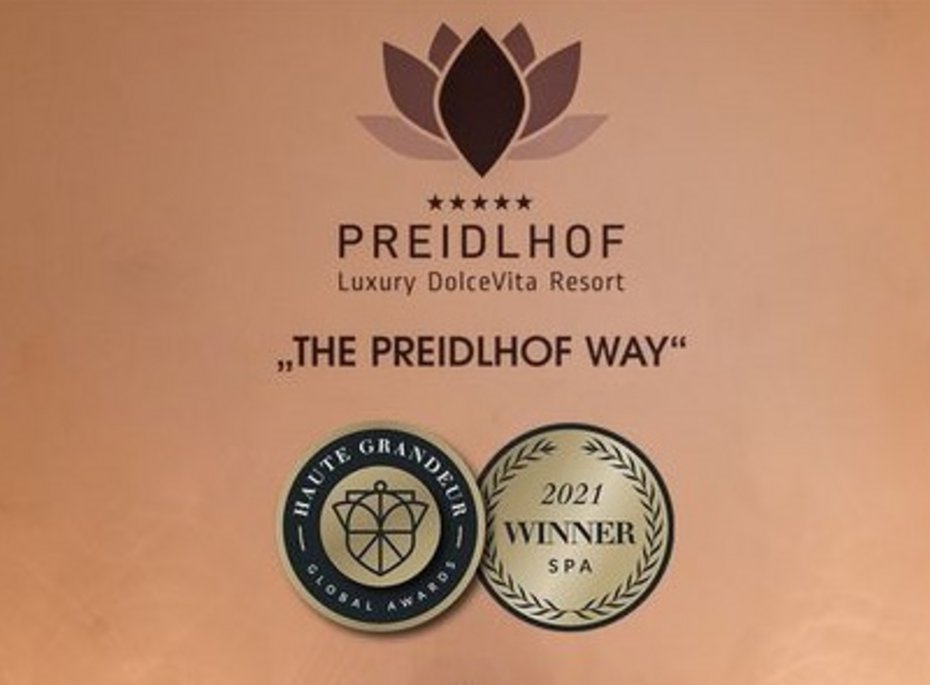 ★★★★★
PREIDLHOF
Luxury DolceVita Resort
„THE PREIDLHOF WAY“
HAUTE GRANDEUR
GLOBAL AWARDS
2021
WINNER
SPA